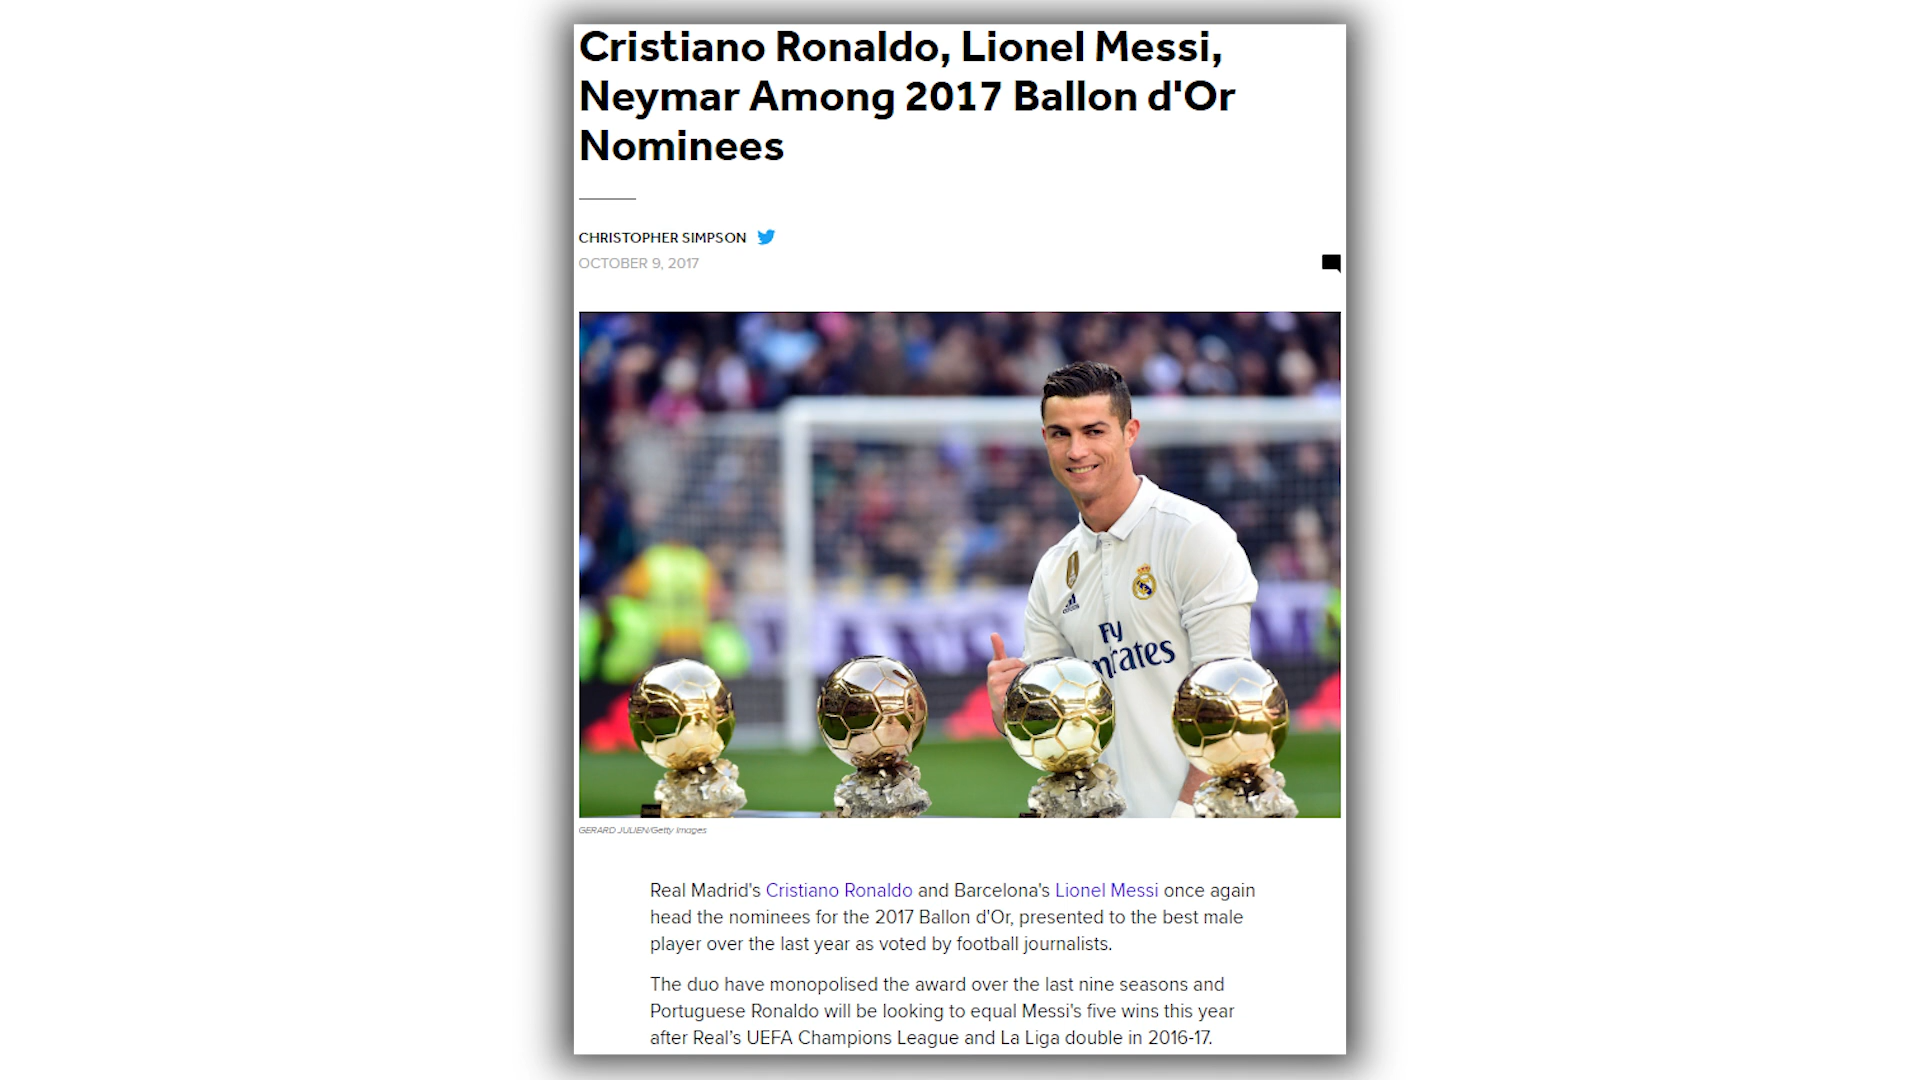 Cristiano Ronaldo, Lionel Messi,
Neymar Among 2017 Ballon d'Or
Nominees
CHRISTOPHER SIMPSON
OCTOBER 9, 2017
adidas
Fly
Emirates
GERARD JULIEN/Getty Images
Real Madrid's Cristiano Ronaldo and Barcelona's Lionel Messi once again
head the nominees for the 2017 Ballon d'Or, presented to the best male
player over the last year as voted by football journalists.
The duo have monopolised the award over the last nine seasons and
Portuguese Ronaldo will be looking to equal Messi's five wins this year
after Real’s UEFA Champions League and La Liga double in 2016-17.